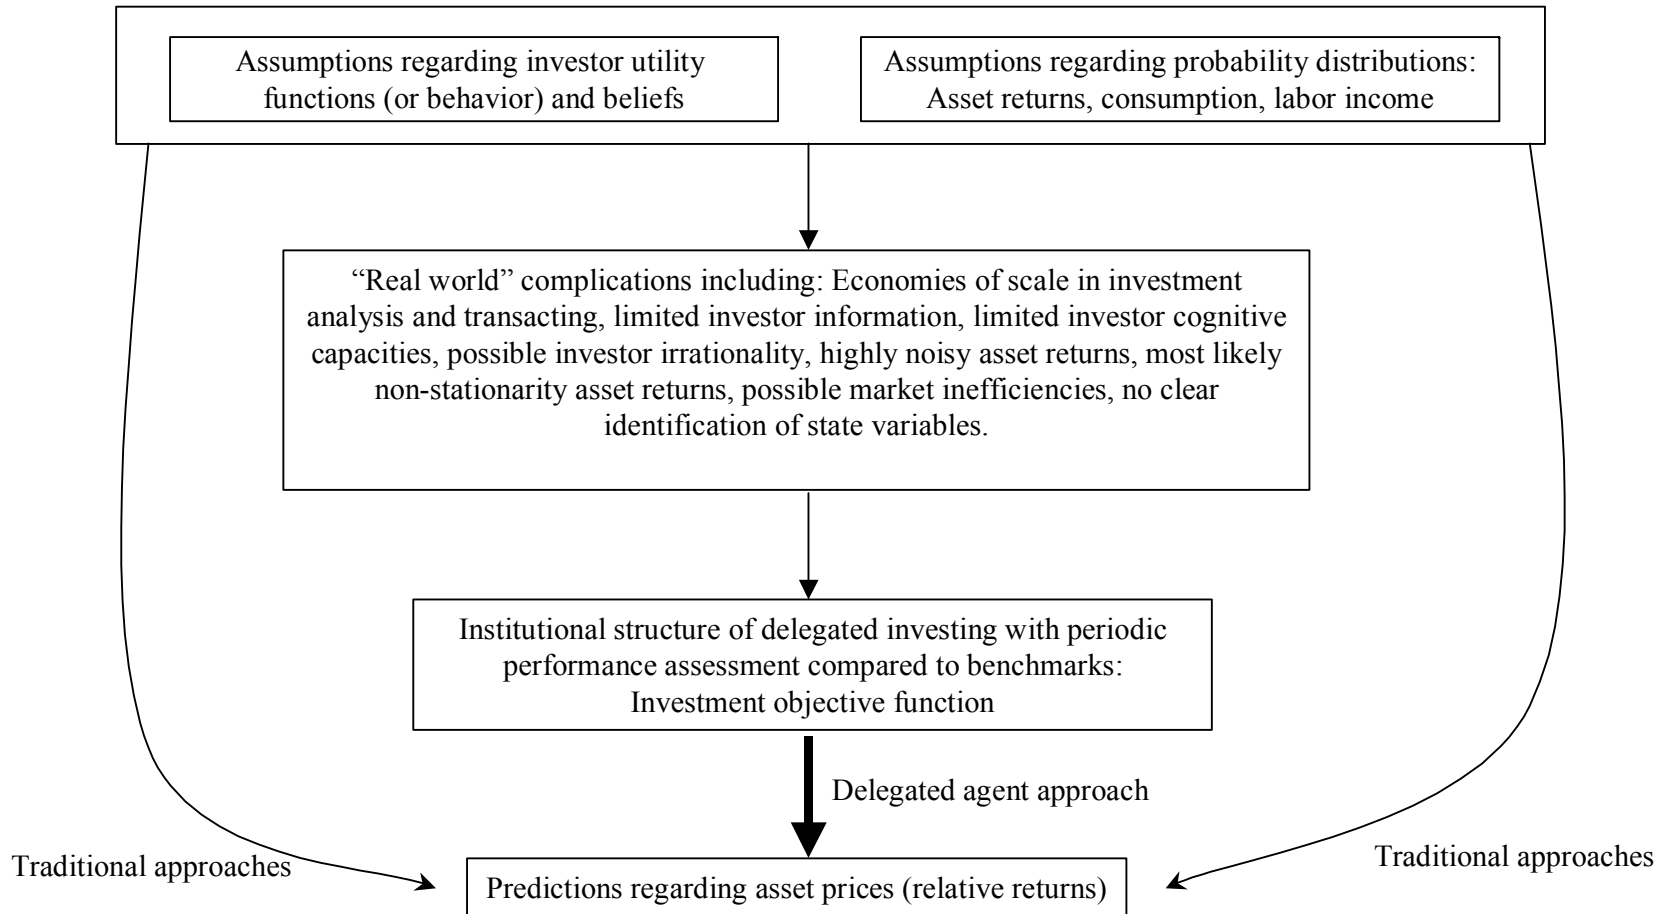 Assumptions regarding investor utility
functions (or behavior) and beliefs
Assumptions regarding probability distributions:
Asset returns, consumption, labor income
“Real world” complications including: Economies of scale in investment
analysis and transacting, limited investor information, limited investor cognitive
capacities, possible investor irrationality, highly noisy asset returns, most likely
non-stationarity asset returns, possible market inefficiencies, no clear
identification of state variables.
Institutional structure of delegated investing with periodic
performance assessment compared to benchmarks:
Investment objective function
Delegated agent approach
Traditional approaches
Traditional approaches
Predictions regarding asset prices (relative returns)